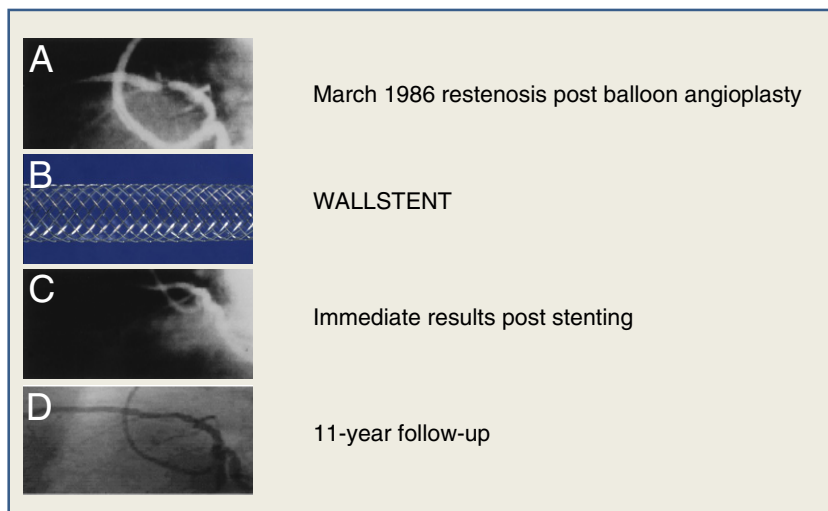 A
March 1986 restenosis post balloon angioplasty
B
WALLSTENT
C
Immediate results post stenting
D
11-year follow-up